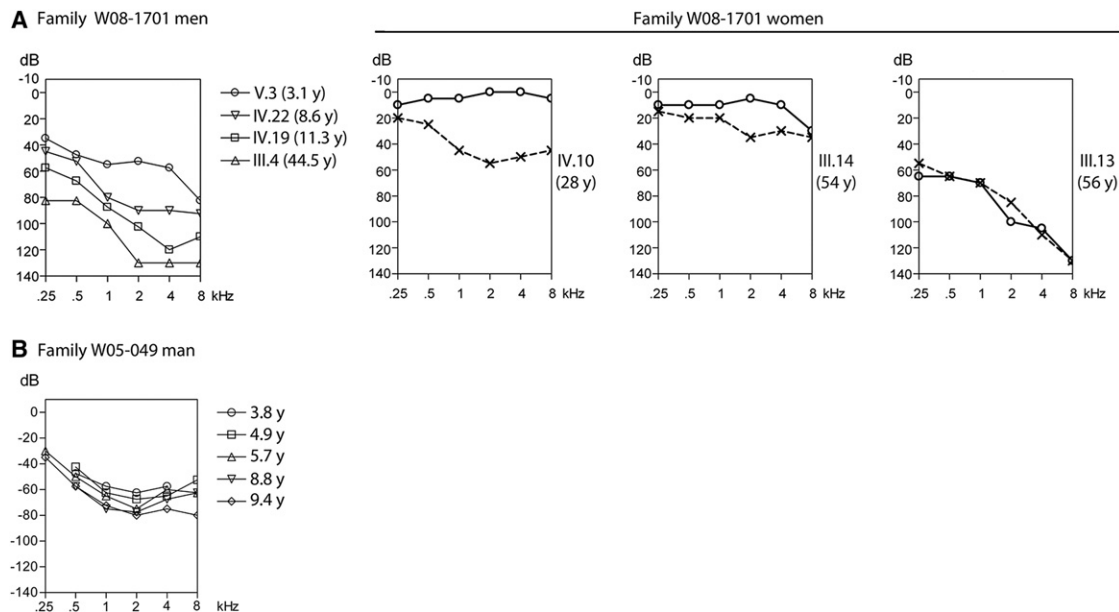 A Family W08-1701 men
Family W08-1701 women
dB
-10
0
20
40
60
80
100
120
140
.25 .5 1 2 4 8 kHz
V.3 (3.1 y)
IV.22 (8.6 y)
IV.19 (11.3 y)
III.4 (44.5 y)
dB
-10
0
20
40
60
80
100
120
140
.25 .5 1 2 4 8 kHz
IV.10
(28 y)
dB
-10
0
20
40
60
80
100
120
140
.25 .5 1 2 4 8 kHz
III.14
(54 y)
dB
-10
0
20
40
60
80
100
120
140
.25 .5 1 2 4 8 kHz
III.13
(56 y)
B Family W05-049 man
dB
0
-20
-40
-60
-80
-100
-120
-140
.25 .5 1 2 4 8 kHz
3.8 y
4.9 y
5.7 y
8.8 y
9.4 y